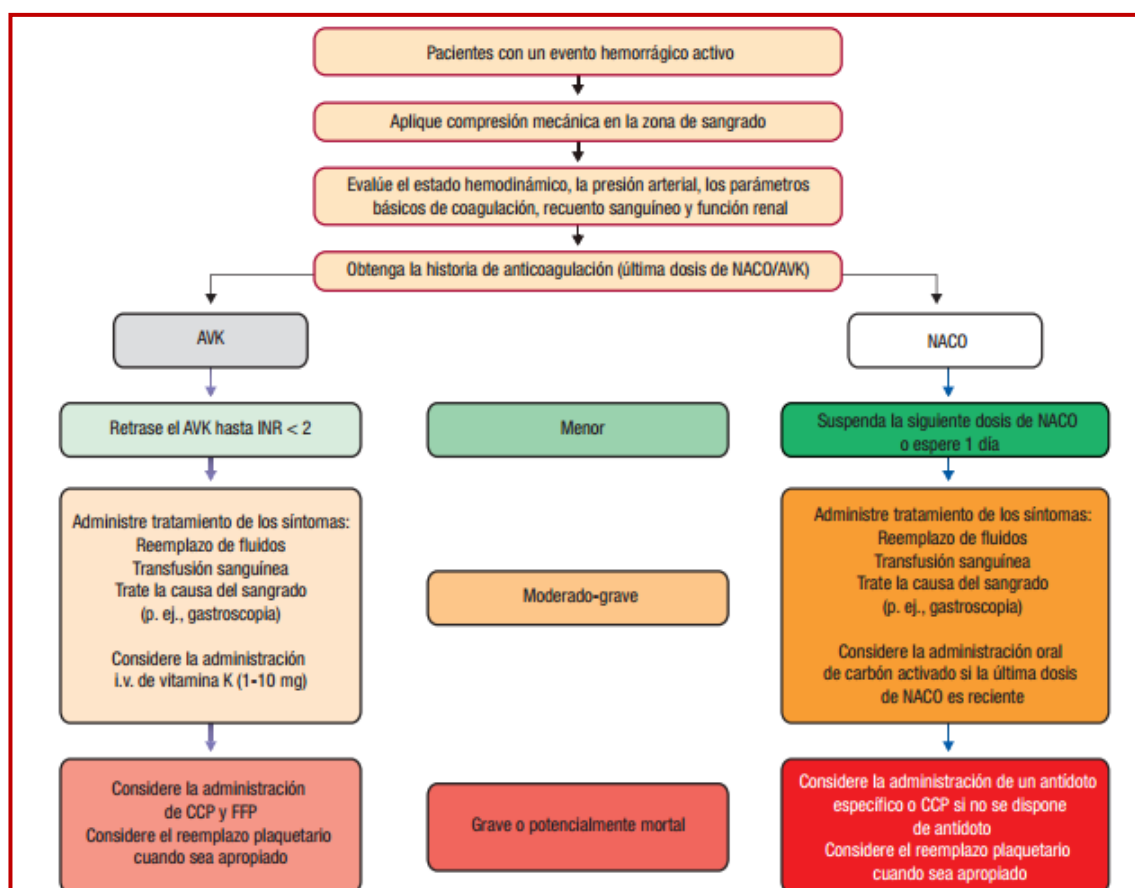 Pacientes con un evento hemorrágico activo
Aplique compresión mecánica en la zona de sangrado
Evalúe el estado hemodinámico, la presión arterial, los parámetros
básicos de coagulación, recuento sanguíneo y función renal
Obtenga la historia de anticoagulación (última dosis de NACO/AVK)
AVK
NACO
Retrase el AVK hasta INR < 2
Menor
Suspenda la siguiente dosis de NACO
o espere 1 día
Administre tratamiento de los síntomas:
Reemplazo de fluidos
Transfusión sanguínea
Trate la causa del sangrado
(p. ej., gastroscopia)
Considere la administración
i.v. de vitamina K (1-10 mg)
Moderado-grave
Administre tratamiento de los síntomas:
Reemplazo de fluidos
Transfusión sanguínea
Trate la causa del sangrado
(p. ej., gastroscopia)
Considere la administración oral
de carbón activado si la última dosis
de NACO es reciente
Considere la administración
de CCP y FFP
Considere el reemplazo plaquetario
cuando sea apropiado
Grave o potencialmente mortal
Considere la administración de un antídoto
específico o CCP si no se dispone
de antídoto
Considere el reemplazo plaquetario
cuando sea apropiado